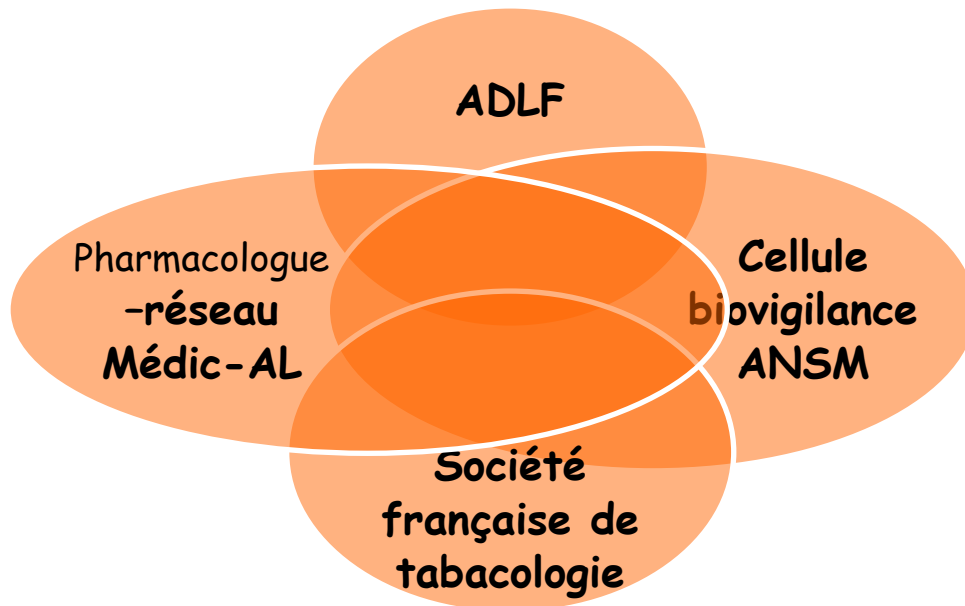 ADLF
Pharmacologue
–réseau
Médic-AL
Cellule
biovigilance
ANSM
Société
française de
tabacologie